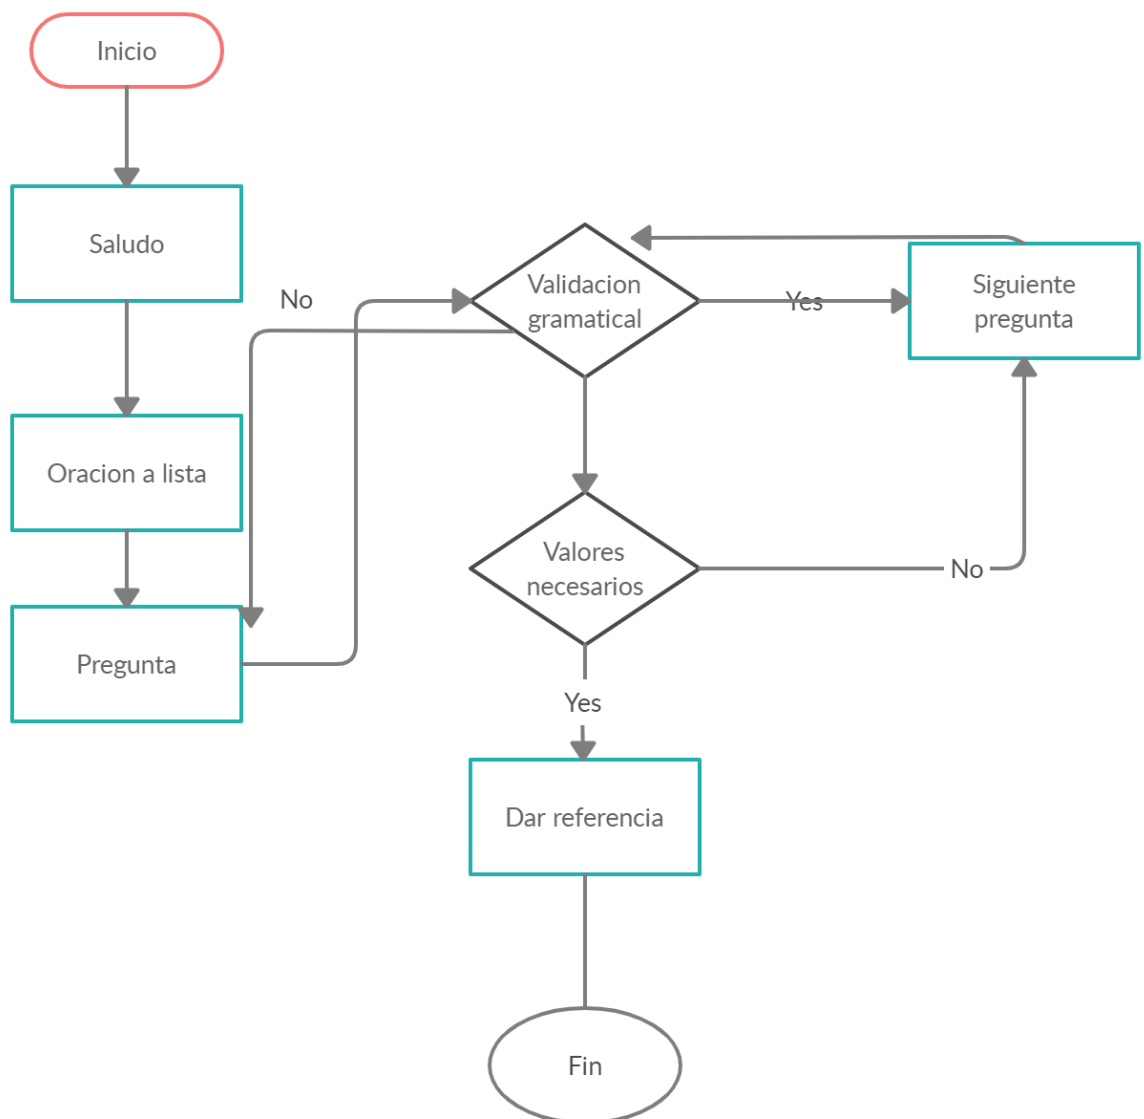 Inicio
Saludo
Oracion a lista
Pregunta
No
Validacion
gramatical
Yes
Siguiente
pregunta
Valores
necesarios
No
Yes
Dar referencia
Fin